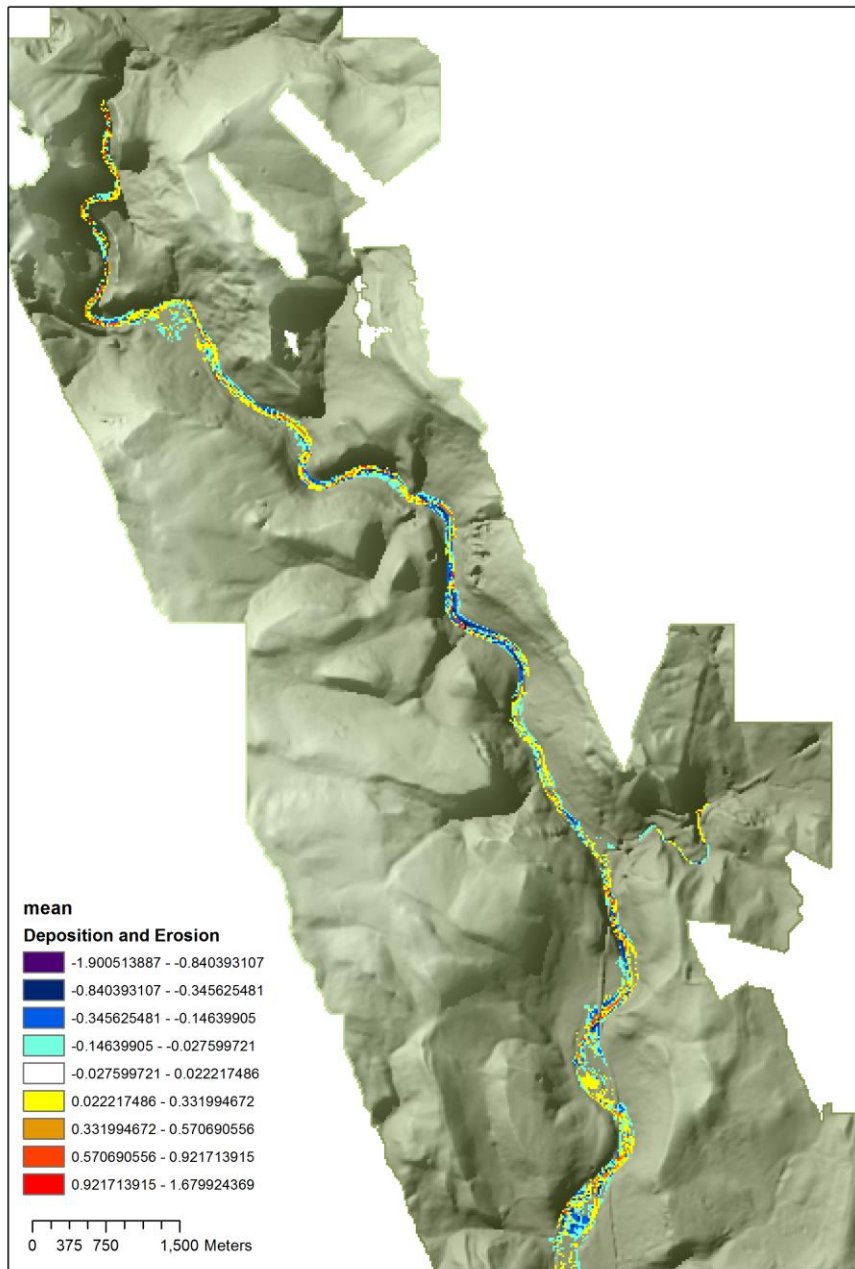 mean
Deposition and Erosion
-1.900513887 - -0.840393107
-0.840393107 - -0.345625481
-0.345625481 - -0.14639905
-0.14639905 - -0.027599721
-0.027599721 - 0.022217486
0.022217486 - 0.331994672
0.331994672 - 0.570690556
0.570690556 - 0.921713915
0.921713915 - 1.679924369
0 375 750 1,500 Meters